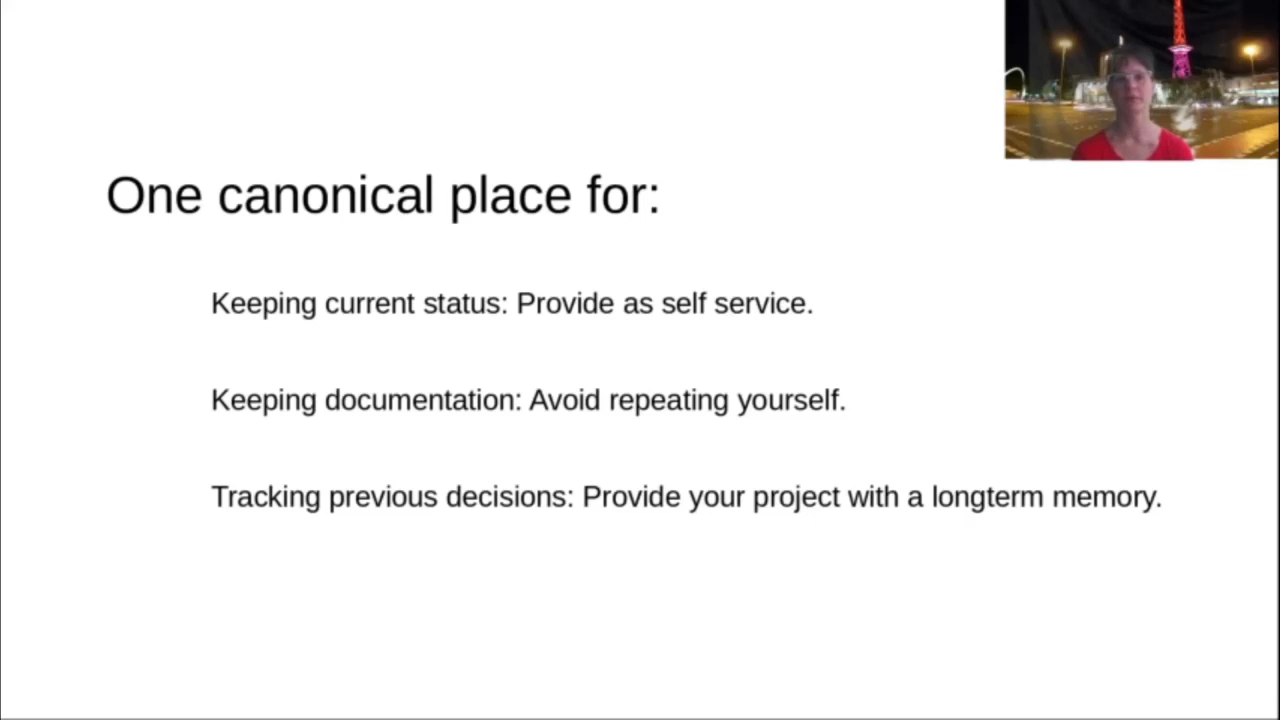 One canonical place for:
Keeping current status: Provide as self service.
Keeping documentation: Avoid repeating yourself.
Tracking previous decisions: Provide your project with a longterm memory.